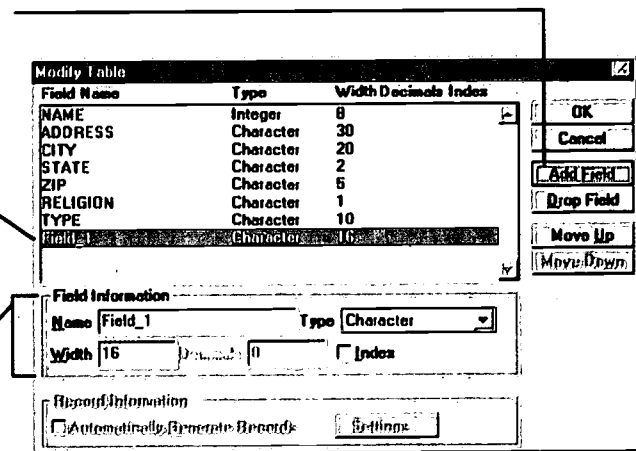 Modify Table
Field Name Type Width Decimals Index
NAME Integer 8
ADDRESS Character 30
CITY Character 20
STATE Character 2
ZIP Character 5
RELIGION Character 1
TYPE Character 10
Field_1 Character 16
OK
Cancel
Add Field
Drop Field
Move Up
Move Down
Field Information
Name Field_1 Type Character
Width 16 Decimals 0 Index
Record Information
Automatically Generate Records Settings